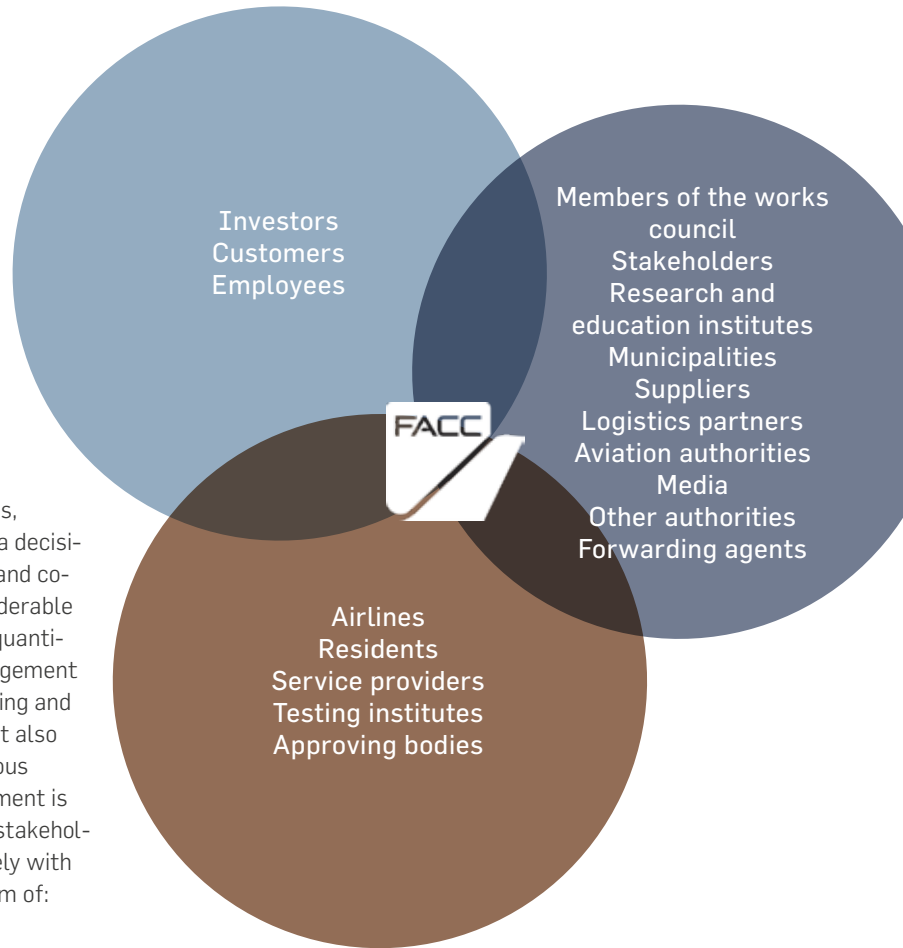 Investors
Customers
Employees
Members of the works
council
Stakeholders
Research and
education institutes
Municipalities
Suppliers
Logistics partners
Aviation authorities
Media
Other authorities
Forwarding agents
FACC
Airlines
Residents
Service providers
Testing institutes
Approving bodies
s,
a decisi-
and co-
derable
quanti-
gement
ing and
t also
ous
ment is
stakehol-
ely with
m of: